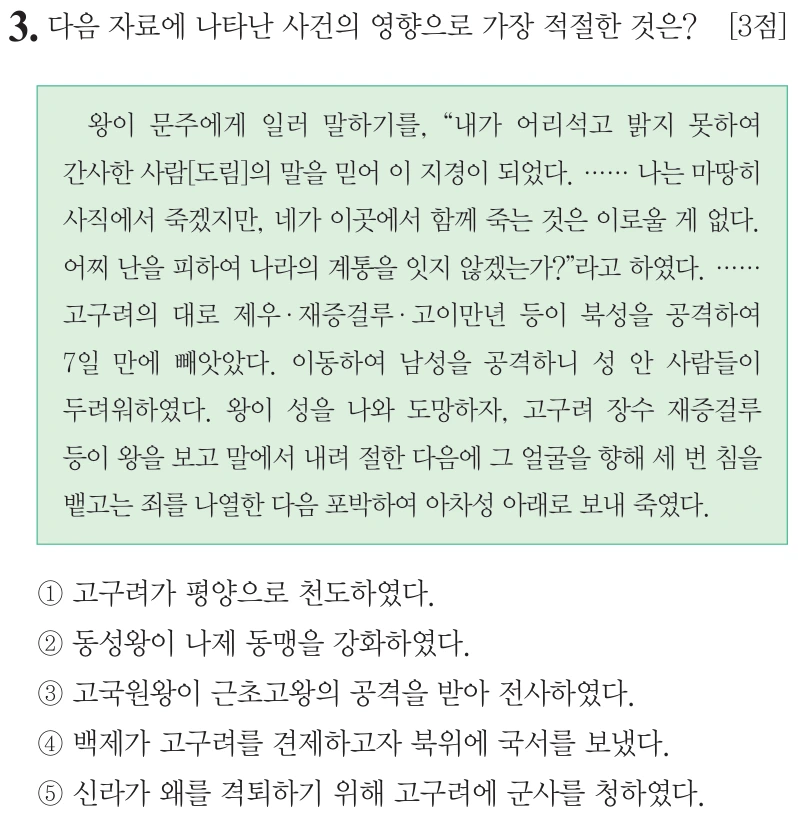 3. 다음 자료에 나타난 사건의 영향으로 가장 적절한 것은? [3점]
왕이 문주에게 일러 말하기를, “내가 어리석고 밝지 못하여
간사한 사람[도림]의 말을 믿어 이 지경이 되었다. …… 나는 마땅히
사직에서 죽겠지만, 네가 이곳에서 함께 죽는 것은 이로울 게 없다.
어찌 난을 피하여 나라의 계통을 잇지 않겠는가?”라고 하였다. ……
고구려의 대로 제우·재증걸루·고이만년 등이 북성을 공격하여
7일 만에 빼앗았다. 이동하여 남성을 공격하니 성 안 사람들이
두려워하였다. 왕이 성을 나와 도망하자, 고구려 장수 재증걸루
등이 왕을 보고 말에서 내려 절한 다음에 그 얼굴을 향해 세 번 침을
뱉고는 죄를 나열한 다음 포박하여 아차성 아래로 보내 죽였다.
① 고구려가 평양으로 천도하였다.
② 동성왕이 나제 동맹을 강화하였다.
③ 고국원왕이 근초고왕의 공격을 받아 전사하였다.
④ 백제가 고구려를 견제하고자 북위에 국서를 보냈다.
⑤ 신라가 왜를 격퇴하기 위해 고구려에 군사를 청하였다.